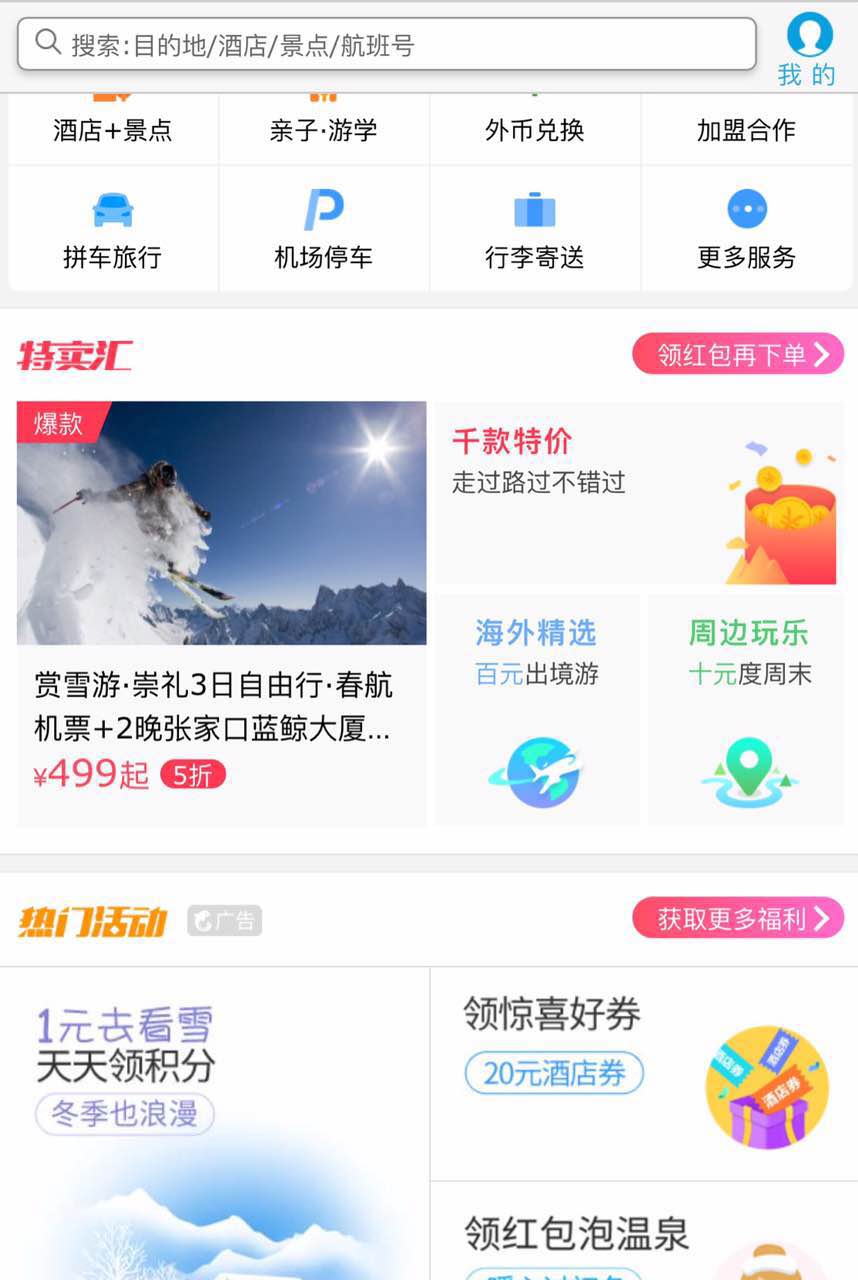 搜索:目的地/酒店/景点/航班号
我的
酒店+景点
亲子·游学
外币兑换
加盟合作
拼车旅行
机场停车
行李寄送
更多服务
特卖汇
领红包再下单
爆款
赏雪游·崇礼3日自由行·春航
机票+2晚张家口蓝鲸大厦...
¥499起 5折
千款特价
走过路过不错过
海外精选
百元出境游
周边玩乐
十元度周末
热门活动
广告
获取更多福利
1元去看雪
天天领积分
冬季也浪漫
领惊喜好券
20元酒店券
酒店券
酒店券
酒店券
领红包泡温泉